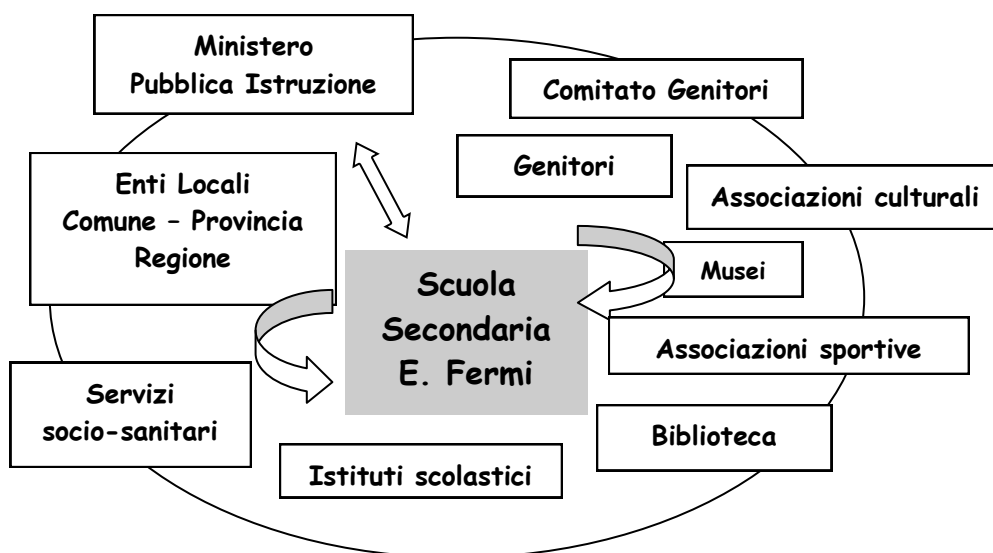 Ministero
Pubblica Istruzione
Comitato Genitori
Genitori
Enti Locali
Comune – Provincia
Regione
Associazioni culturali
Musei
Scuola
Secondaria
E. Fermi
Associazioni sportive
Servizi
socio-sanitari
Biblioteca
Istituti scolastici